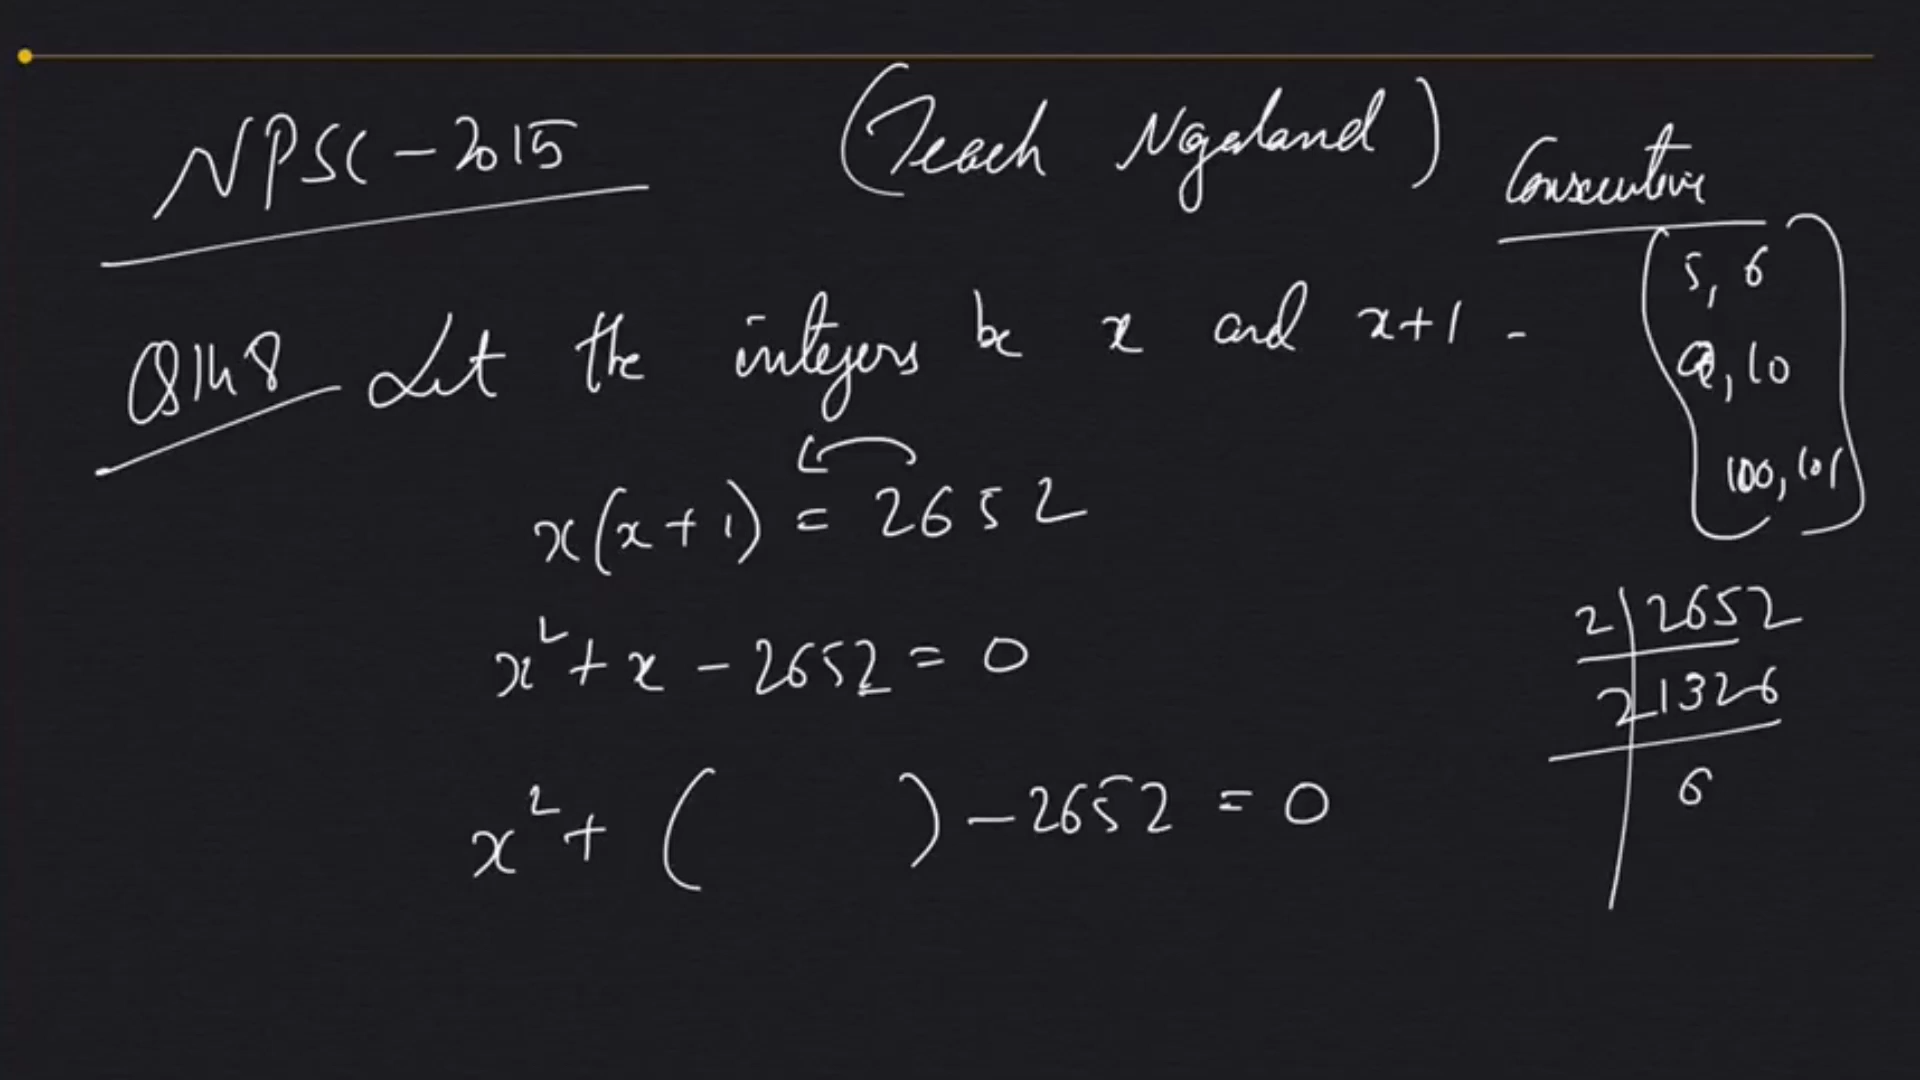 NPSC - 2015
(Teach Ngaland)
Consecutive
5, 6
9, 10
100, 101
Q148 Let the integers be x and x+1 -
x(x+1) = 2652
x² + x - 2652 = 0
x² + ( ) - 2652 = 0
2 | 2652
2 | 1326
6